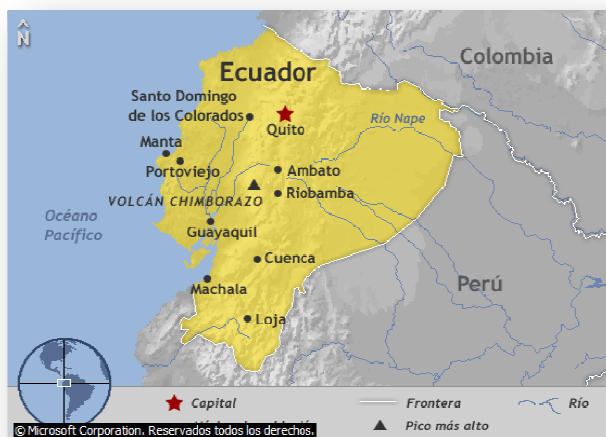 N
Colombia
Ecuador
Santo Domingo
de los Colorados
Quito
Río Nape
Manta
Portoviejo
Ambato
VOLCÁN CHIMBORAZO
Riobamba
Océano
Pacífico
Guayaquil
Cuenca
Perú
Machala
Loja
Capital
Frontera
Río
Pico más alto
© Microsoft Corporation. Reservados todos los derechos.